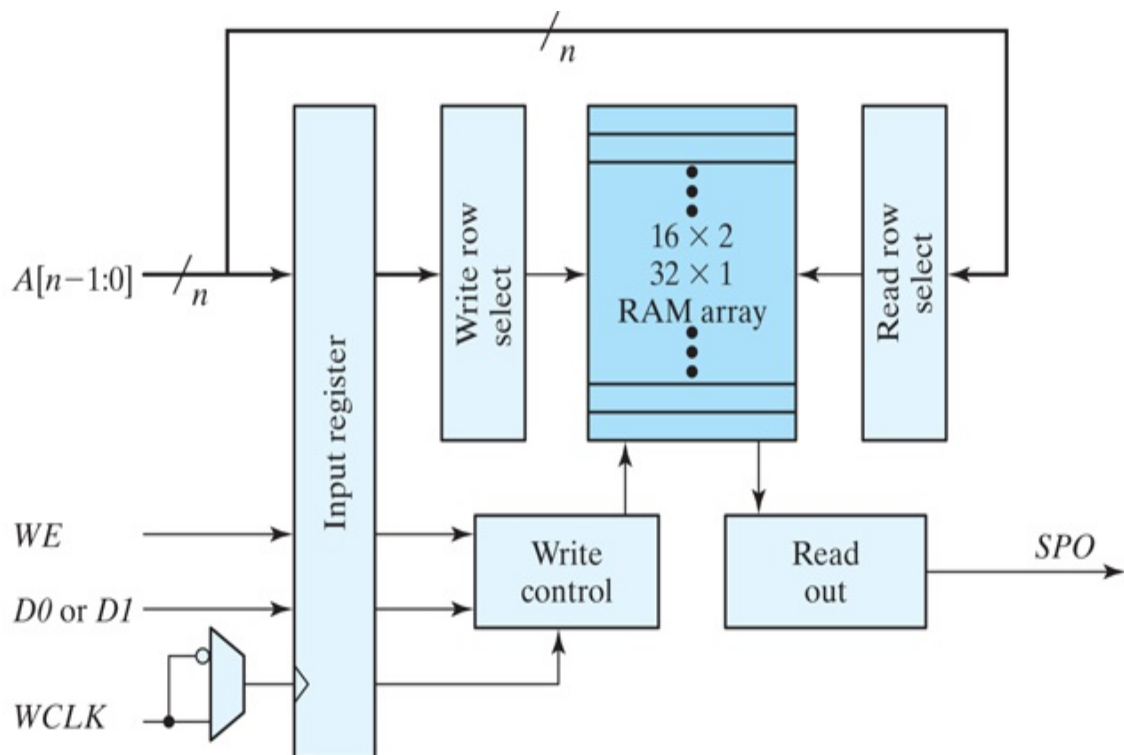 n
A[n−1:0]
n
Input register
Write row
select
16 × 2
32 × 1
RAM array
Read row
select
WE
D0 or D1
WCLK
Write
control
Read
out
SPO